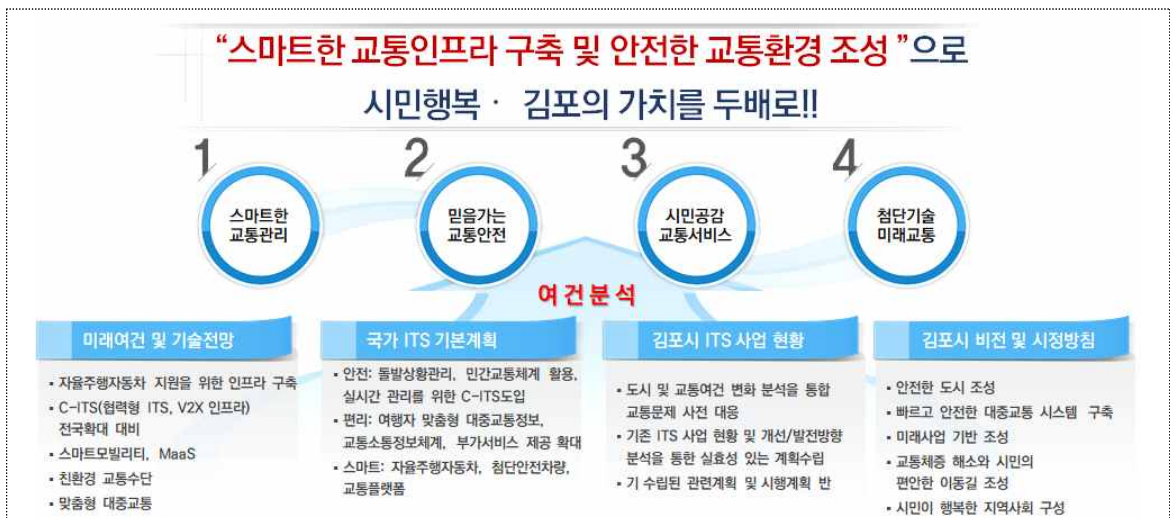 “스마트한 교통인프라 구축 및 안전한 교통환경 조성 ”으로
시민행복 · 김포의 가치를 두배로!!
1
스마트한
교통관리
2
믿음가는
교통안전
3
시민공감
교통서비스
4
첨단기술
미래교통
여건분석
미래여건 및 기술전망
▪ 자율주행자동차 지원을 위한 인프라 구축
▪ C-ITS(협력형 ITS, V2X 인프라)
전국확대 대비
▪ 스마트모빌리티, MaaS
▪ 친환경 교통수단
▪ 맞춤형 대중교통
국가 ITS 기본계획
▪ 안전: 돌발상황관리, 민간교통체계 활용,
실시간 관리를 위한 C-ITS도입
▪ 편리: 여행자 맞춤형 대중교통정보,
교통소통정보체계, 부가서비스 제공 확대
▪ 스마트: 자율주행자동차, 첨단안전차량,
교통플랫폼
김포시 ITS 사업 현황
▪ 도시 및 교통여건 변화 분석을 통합
교통문제 사전 대응
▪ 기존 ITS 사업 현황 및 개선/발전방향
분석을 통한 실효성 있는 계획수립
▪ 기 수립된 관련계획 및 시행계획 반
김포시 비전 및 시정방침
▪ 안전한 도시 조성
▪ 빠르고 안전한 대중교통 시스템 구축
▪ 미래사업 기반 조성
▪ 교통체증 해소와 시민의
편안한 이동길 조성
▪ 시민이 행복한 지역사회 구성